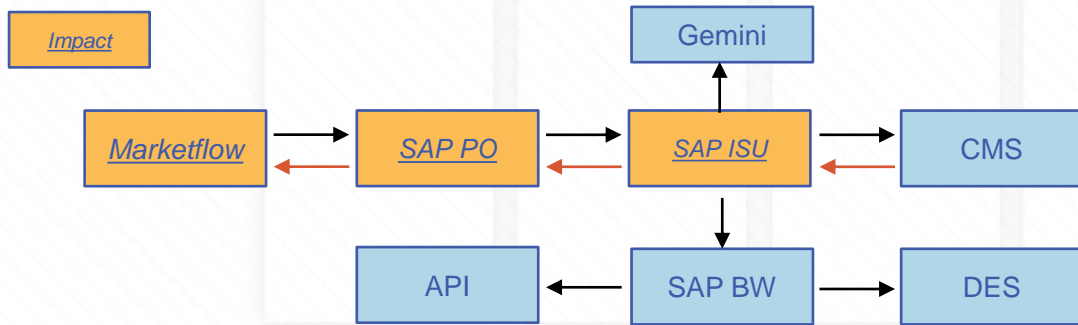 Impact
Gemini
Marketflow
SAP PO
SAP ISU
CMS
API
SAP BW
DES